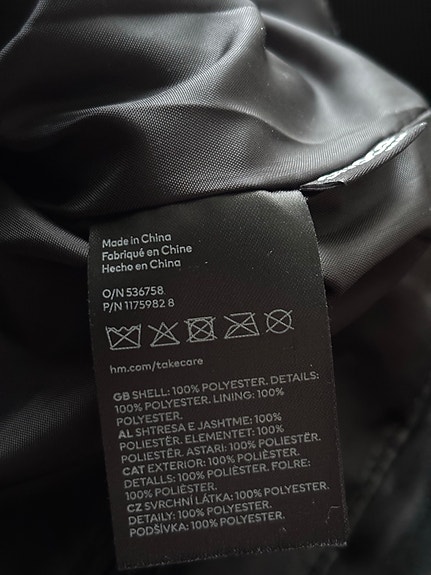 Made in China
Fabriqué en Chine
Hecho en China
O/N 536758
P/N 1175982 8
hm.com/takecare
GB SHELL: 100% POLYESTER. DETAILS:
100% POLYESTER. LINING: 100%
POLYESTER.
AL SHTRESA E JASHTME: 100%
POLIESTËR. ELEMENTET: 100%
POLIESTËR. ASTARI: 100% POLIESTËR.
CAT EXTERIOR: 100% POLIÈSTER.
DETALLS: 100% POLIÈSTER. FOLRE:
100% POLIÈSTER.
CZ SVRCHNÍ LÁTKA: 100% POLYESTER.
DETAILY: 100% POLYESTER.
PODŠÍVKA: 100% POLYESTER.